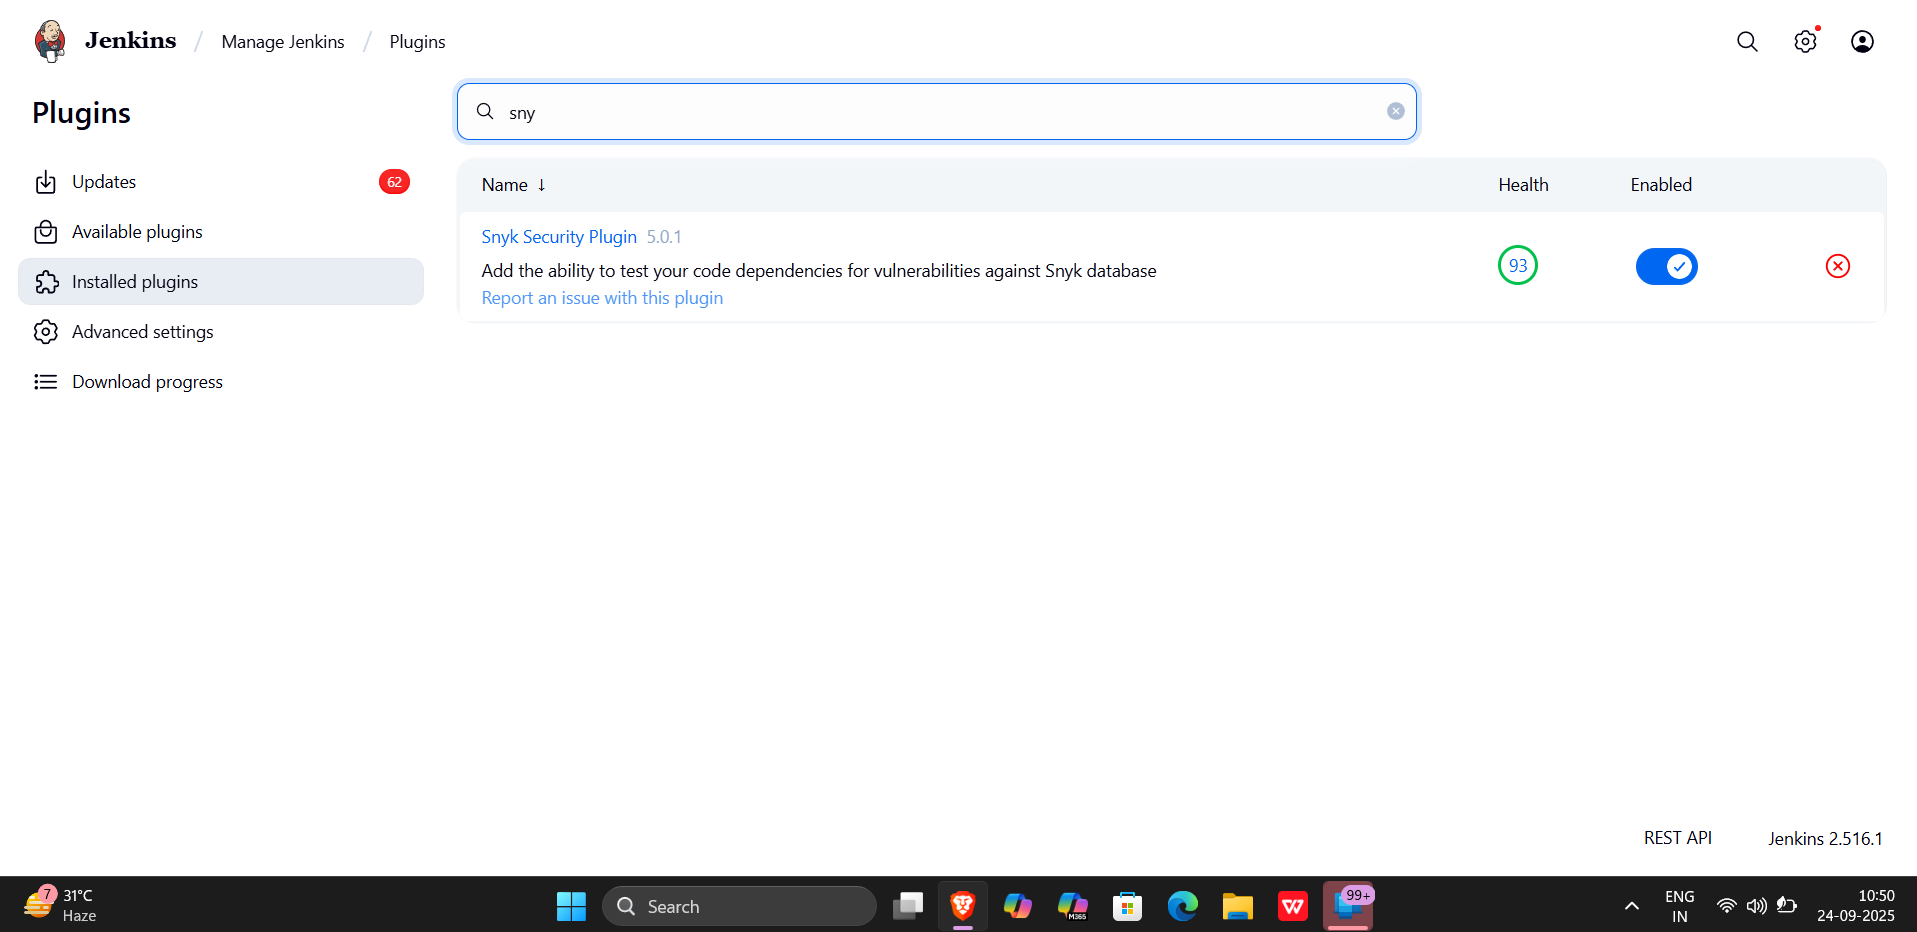 Jenkins / Manage Jenkins / Plugins
Plugins
sny
Updates 62
Available plugins
Installed plugins
Advanced settings
Download progress
Name ↓ Health Enabled
Snyk Security Plugin 5.0.1
Add the ability to test your code dependencies for vulnerabilities against Snyk database
Report an issue with this plugin
93
REST API Jenkins 2.516.1
7
31°C
Haze
Search
M365
W
99+
ENG
IN
10:50
24-09-2025